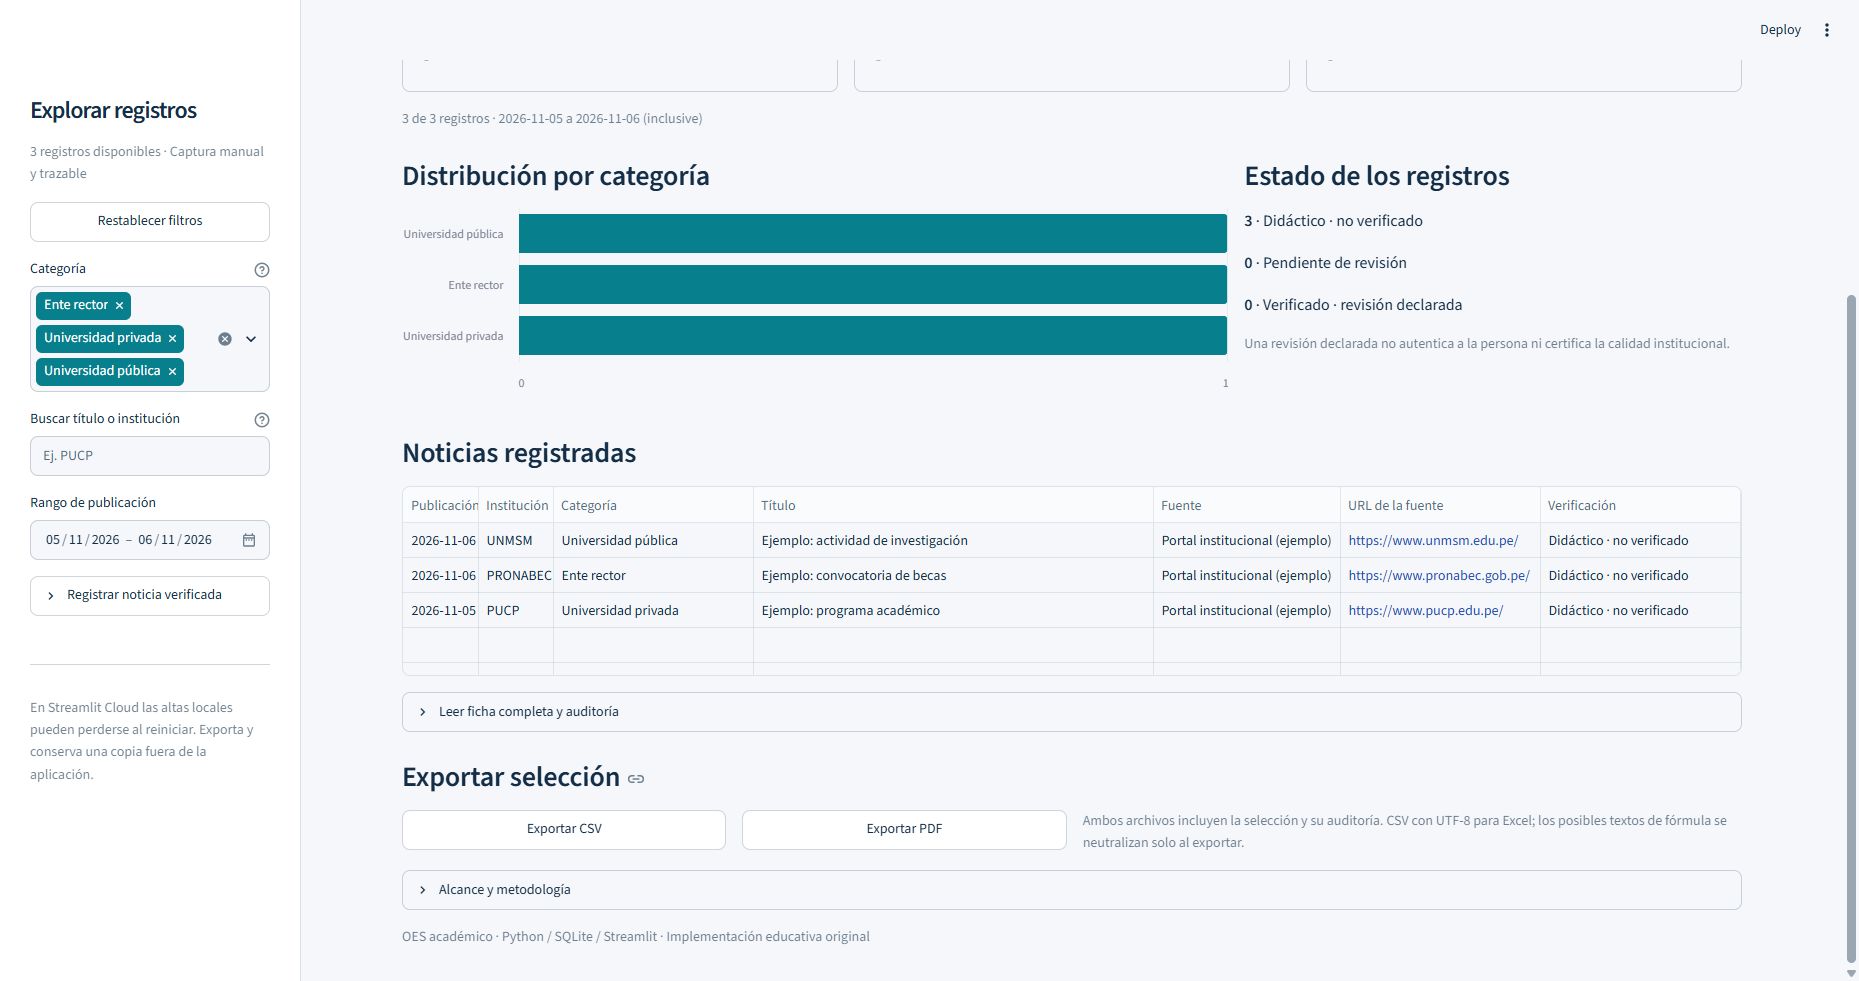 Deploy
Explorar registros
3 registros disponibles · Captura manual
y trazable
Restablecer filtros
Categoría
Ente rector ×
Universidad privada ×
Universidad pública ×
Buscar título o institución
Ej. PUCP
Rango de publicación
05 / 11 / 2026 – 06 / 11 / 2026
Registrar noticia verificada
En Streamlit Cloud las altas locales
pueden perderse al reiniciar. Exporta y
conserva una copia fuera de la
aplicación.
3 de 3 registros · 2026-11-05 a 2026-11-06 (inclusive)
Distribución por categoría
Universidad pública
Ente rector
Universidad privada
0 1
Estado de los registros
3 · Didáctico · no verificado
0 · Pendiente de revisión
0 · Verificado · revisión declarada
Una revisión declarada no autentica a la persona ni certifica la calidad institucional.
Noticias registradas
Publicación Institución Categoría Título Fuente URL de la fuente Verificación
2026-11-06 UNMSM Universidad pública Ejemplo: actividad de investigación Portal institucional (ejemplo) https://www.unmsm.edu.pe/ Didáctico · no verificado
2026-11-06 PRONABEC Ente rector Ejemplo: convocatoria de becas Portal institucional (ejemplo) https://www.pronabec.gob.pe/ Didáctico · no verificado
2026-11-05 PUCP Universidad privada Ejemplo: programa académico Portal institucional (ejemplo) https://www.pucp.edu.pe/ Didáctico · no verificado
Leer ficha completa y auditoría
Exportar selección
Exportar CSV
Exportar PDF
Ambos archivos incluyen la selección y su auditoría. CSV con UTF-8 para Excel; los posibles textos de fórmula se
neutralizan solo al exportar.
Alcance y metodología
OES académico · Python / SQLite / Streamlit · Implementación educativa original